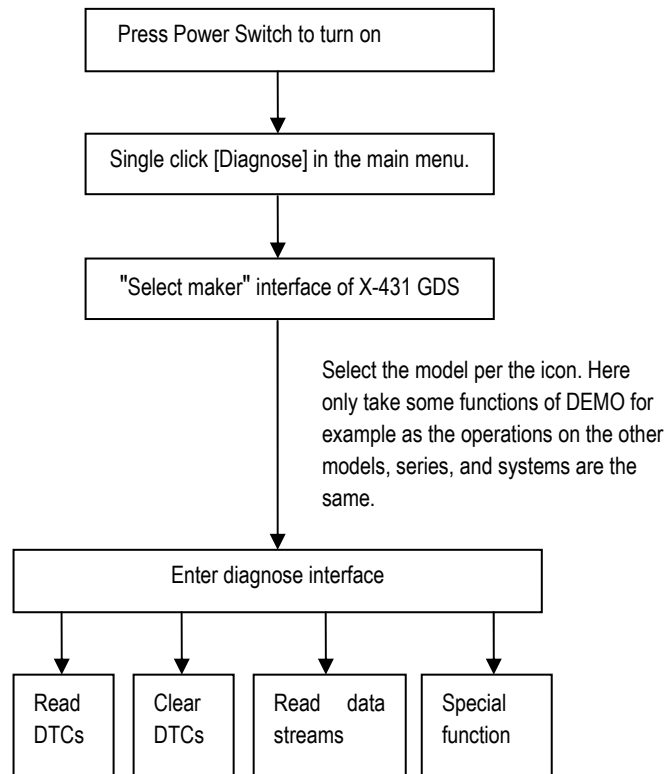 Press Power Switch to turn on
Single click [Diagnose] in the main menu.
"Select maker" interface of X-431 GDS
Select the model per the icon. Here
only take some functions of DEMO for
example as the operations on the other
models, series, and systems are the
same.
Enter diagnose interface
Read
DTCs
Clear
DTCs
Read data
streams
Special
function